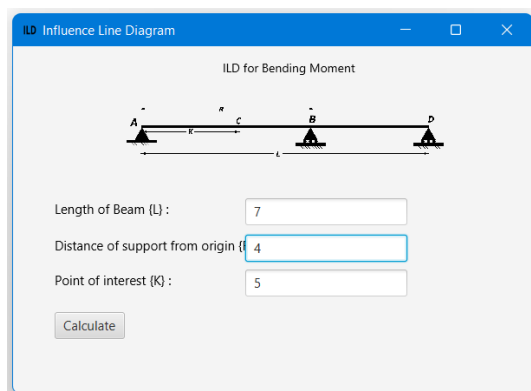 ILD Influence Line Diagram
ILD for Bending Moment
R
A C B D
K
L
Length of Beam {L} :
7
Distance of support from origin {
4
Point of interest {K} :
5
Calculate